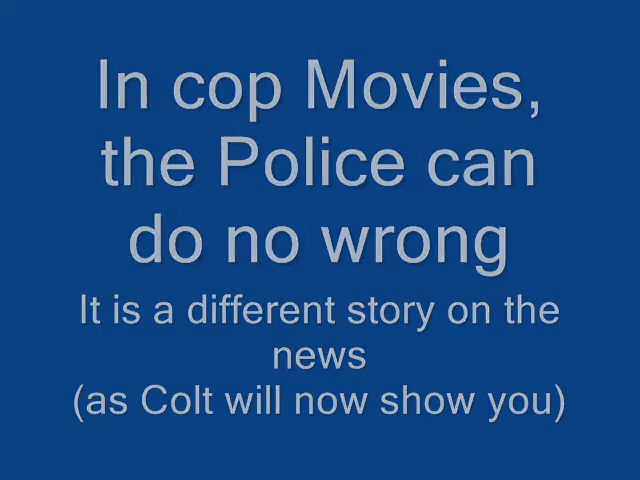 In cop Movies,
the Police can
do no wrong
It is a different story on the
news
(as Colt will now show you)